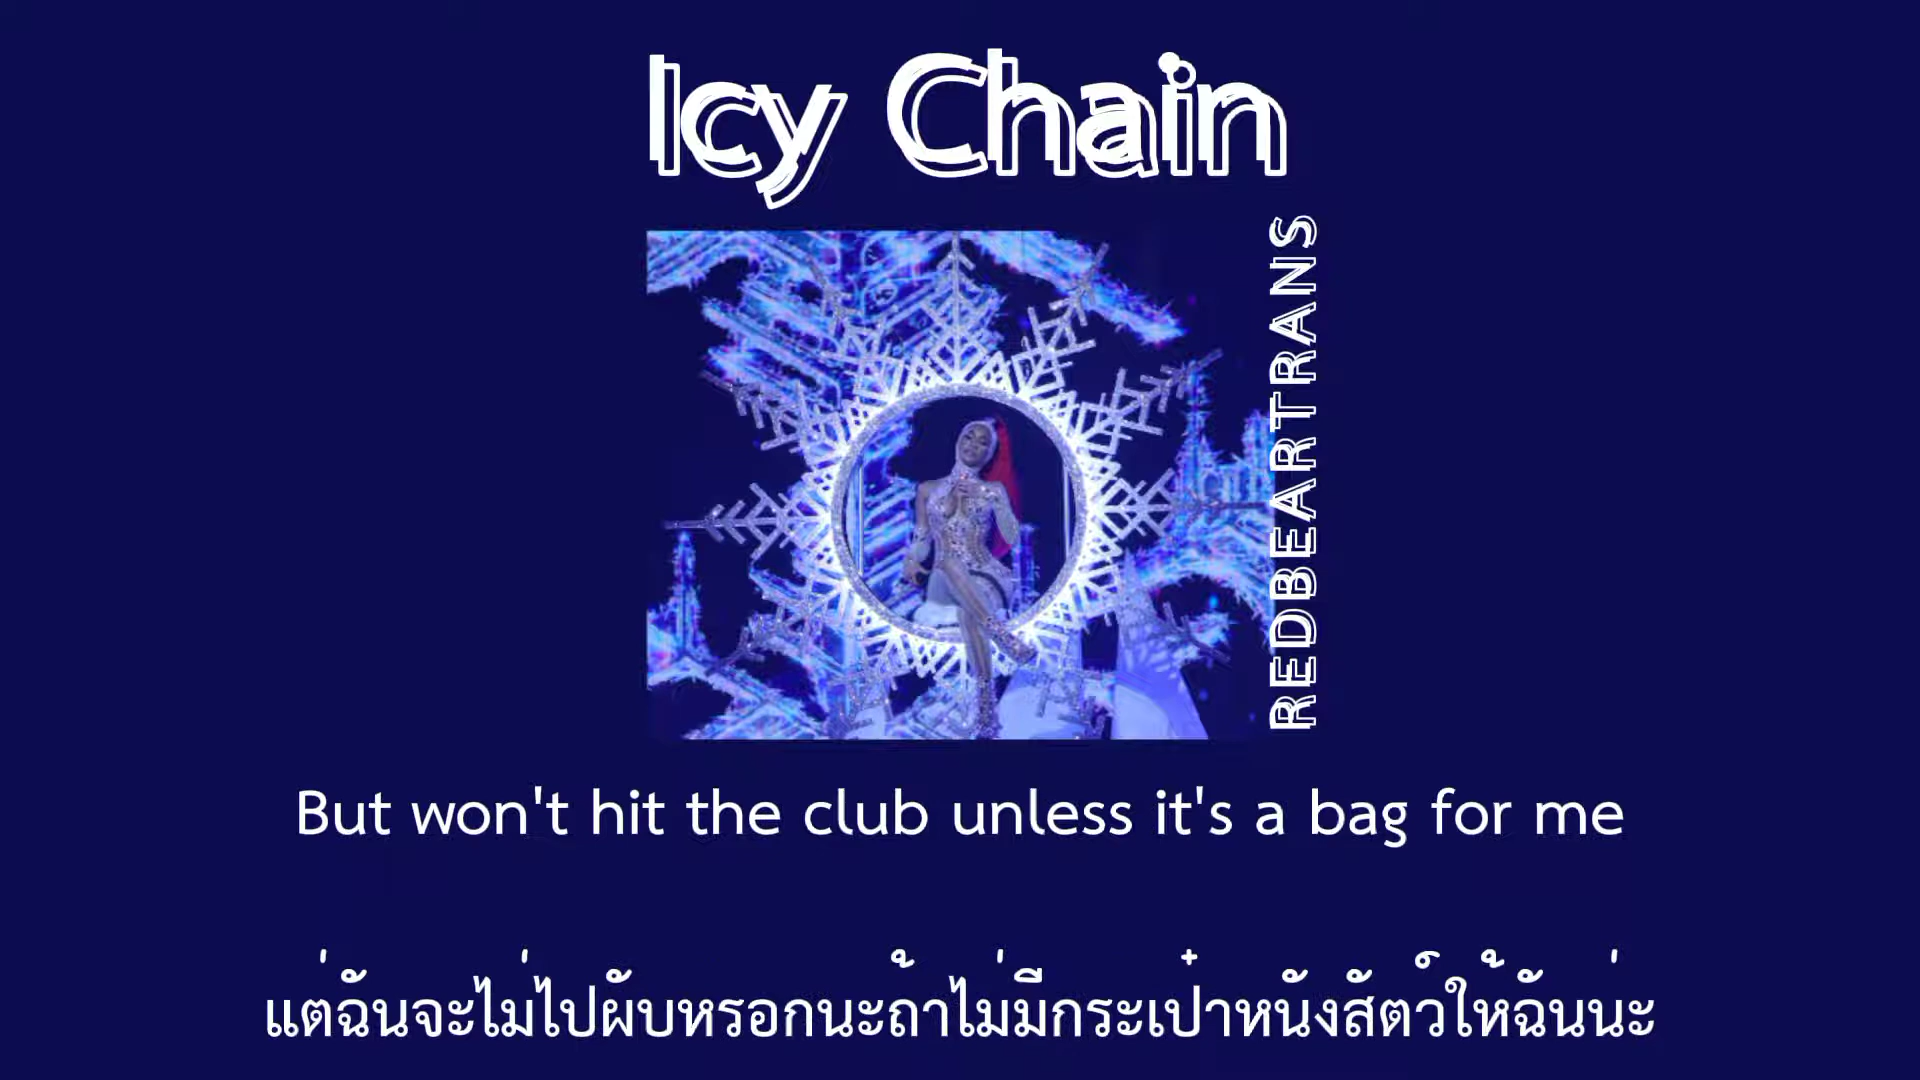 Icy Chain
REDBEARTRANS
But won't hit the club unless it's a bag for me
แต่ฉันจะไม่ไปผับหรอกนะถ้าไม่มีกระเป๋าหนังสัตว์ให้ฉันน่ะ